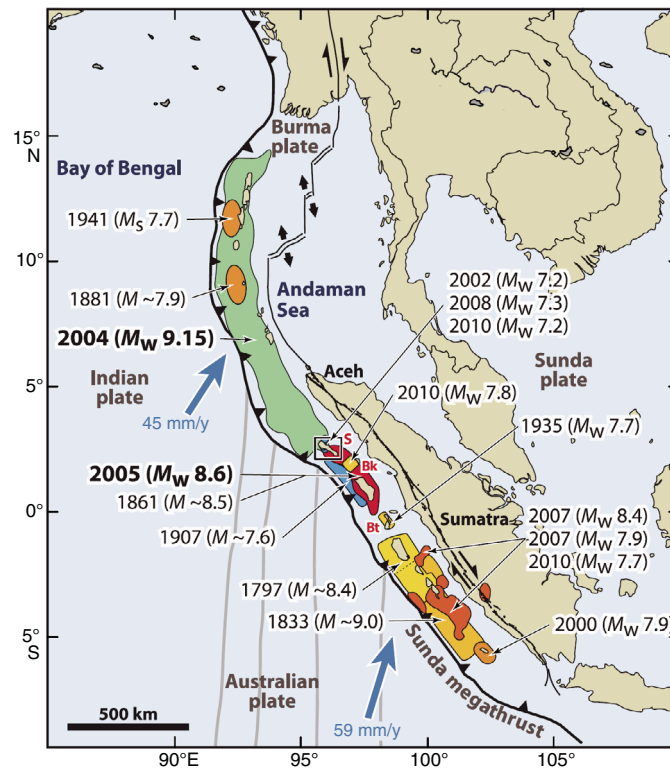 15°
N
Burma
plate
Bay of Bengal
1941 (MS 7.7)
10°
1881 (M ~7.9)
Andaman
Sea
2002 (MW 7.2)
2008 (MW 7.3)
2010 (MW 7.2)
2004 (MW 9.15)
Sunda
plate
Indian
plate
5°
Aceh
45 mm/y
2010 (MW 7.8)
1935 (MW 7.7)
S
Bk
2005 (MW 8.6)
1861 (M ~8.5)
0°
1907 (M ~7.6)
Bt
Sumatra
2007 (MW 8.4)
2007 (MW 7.9)
2010 (MW 7.7)
1797 (M ~8.4)
1833 (M ~9.0)
2000 (MW 7.9)
5°
S
Sunda megathrust
Australian
plate
500 km
59 mm/y
90°E
95°
100°
105°